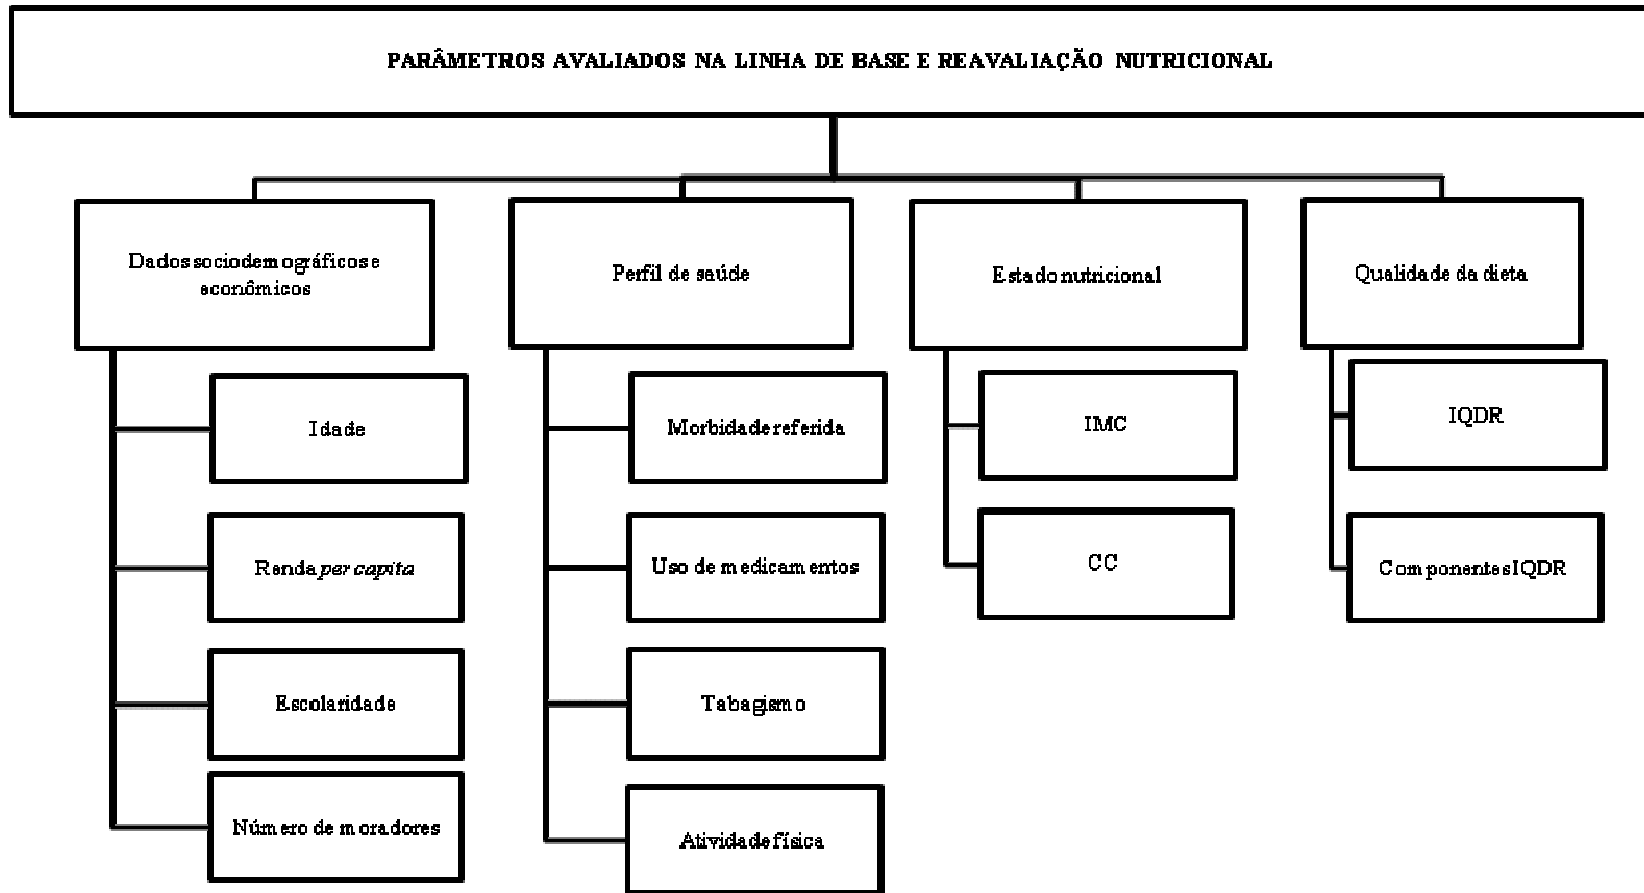 PARÂMETROS AVALIADOS NA LINHA DE BASE E REAVALIAÇÃO NUTRICIONAL
Dados sociodemográficos e
econômicos
Idade
Renda per capita
Escolaridade
Número de moradores
Perfil de saúde
Morbidade referida
Uso de medicamentos
Tabagismo
Atividade física
Estado nutricional
IMC
CC
Qualidade da dieta
IQDR
Componentes IQDR